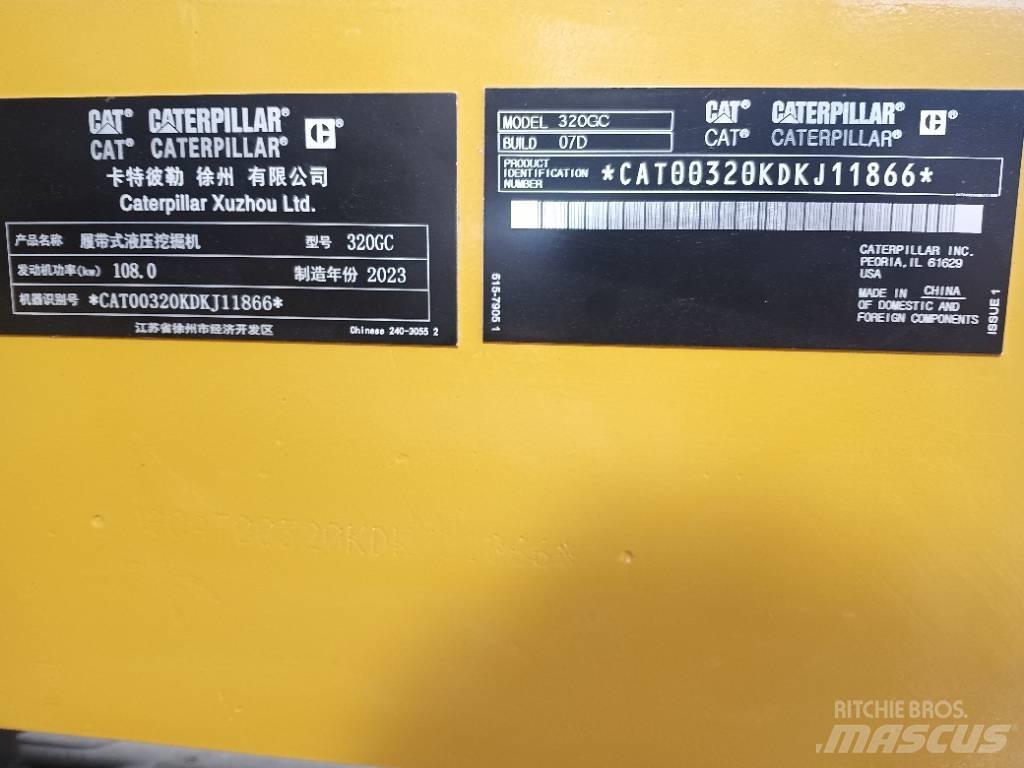 CAT® CATERPILLAR®
CAT® CATERPILLAR®
C®
卡特彼勒 徐州 有限公司
Caterpillar Xuzhou Ltd.
产品名称 履带式液压挖掘机 型号 320GC
发动机功率(kw) 108.0 制造年份 2023
机器识别号 *CAT00320KDKJ11866*
江苏省徐州市经济开发区 Chinese 240-3055 2
MODEL 320GC
BUILD 07D
CAT® CATERPILLAR®
CAT® CATERPILLAR®
C®
PRODUCT IDENTIFICATION NUMBER *CAT00320KDKJ11866*
CATERPILLAR INC.
PEORIA, IL 61629
USA
MADE IN CHINA
OF DOMESTIC AND
FOREIGN COMPONENTS
615-7905 1
ISSUE 1
RITCHIE BROS.
MASCUS